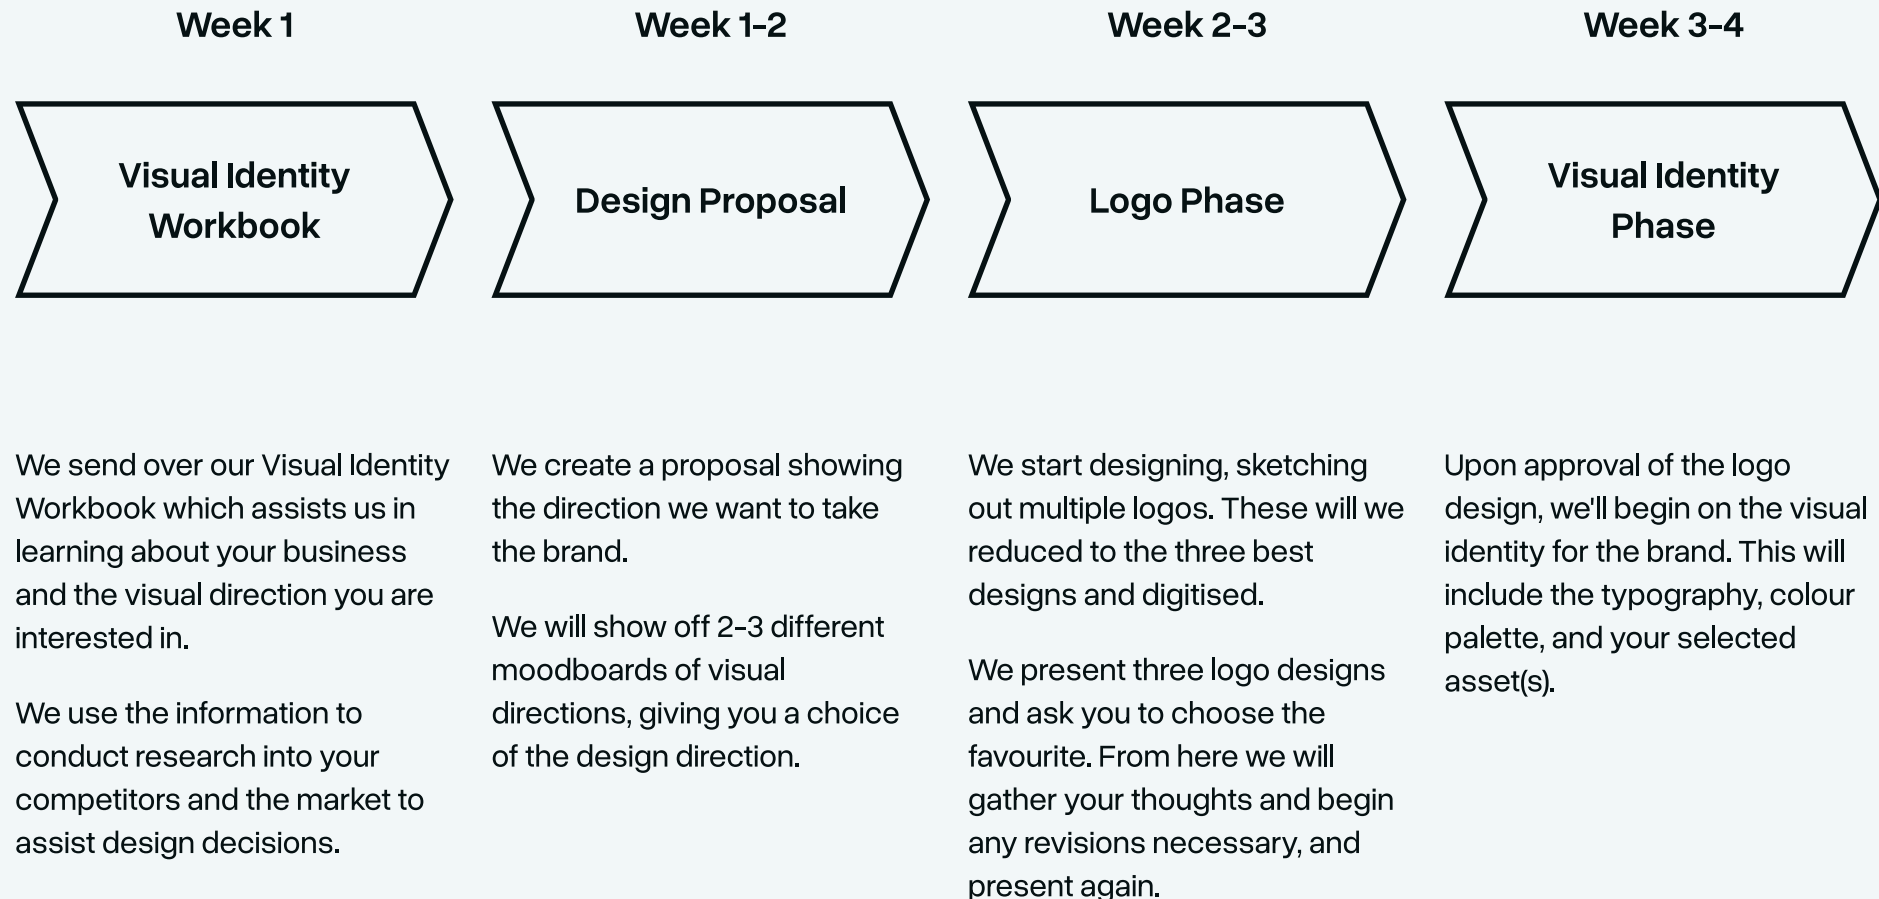 Week 1
Visual Identity
Workbook
We send over our Visual Identity
Workbook which assists us in
learning about your business
and the visual direction you are
interested in.
We use the information to
conduct research into your
competitors and the market to
assist design decisions.
Week 1-2
Design Proposal
We create a proposal showing
the direction we want to take
the brand.
We will show off 2-3 different
moodboards of visual
directions, giving you a choice
of the design direction.
Week 2-3
Logo Phase
We start designing, sketching
out multiple logos. These will we
reduced to the three best
designs and digitised.
We present three logo designs
and ask you to choose the
favourite. From here we will
gather your thoughts and begin
any revisions necessary, and
present again.
Week 3-4
Visual Identity
Phase
Upon approval of the logo
design, we'll begin on the visual
identity for the brand. This will
include the typography, colour
palette, and your selected
asset(s).